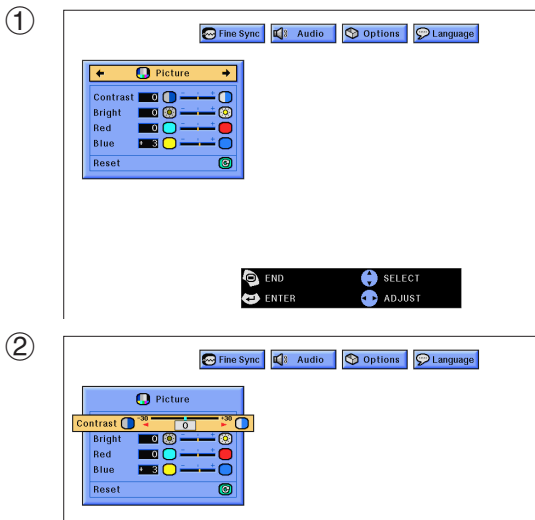 ①
Fine Sync Audio Options Language
Picture
Contrast 0 - +
Bright 0 - +
Red 0 - +
Blue + 3 - +
Reset
END SELECT
ENTER ADJUST
②
Fine Sync Audio Options Language
Picture
Contrast -30 0 +30
Bright 0 - +
Red 0 - +
Blue + 3 - +
Reset